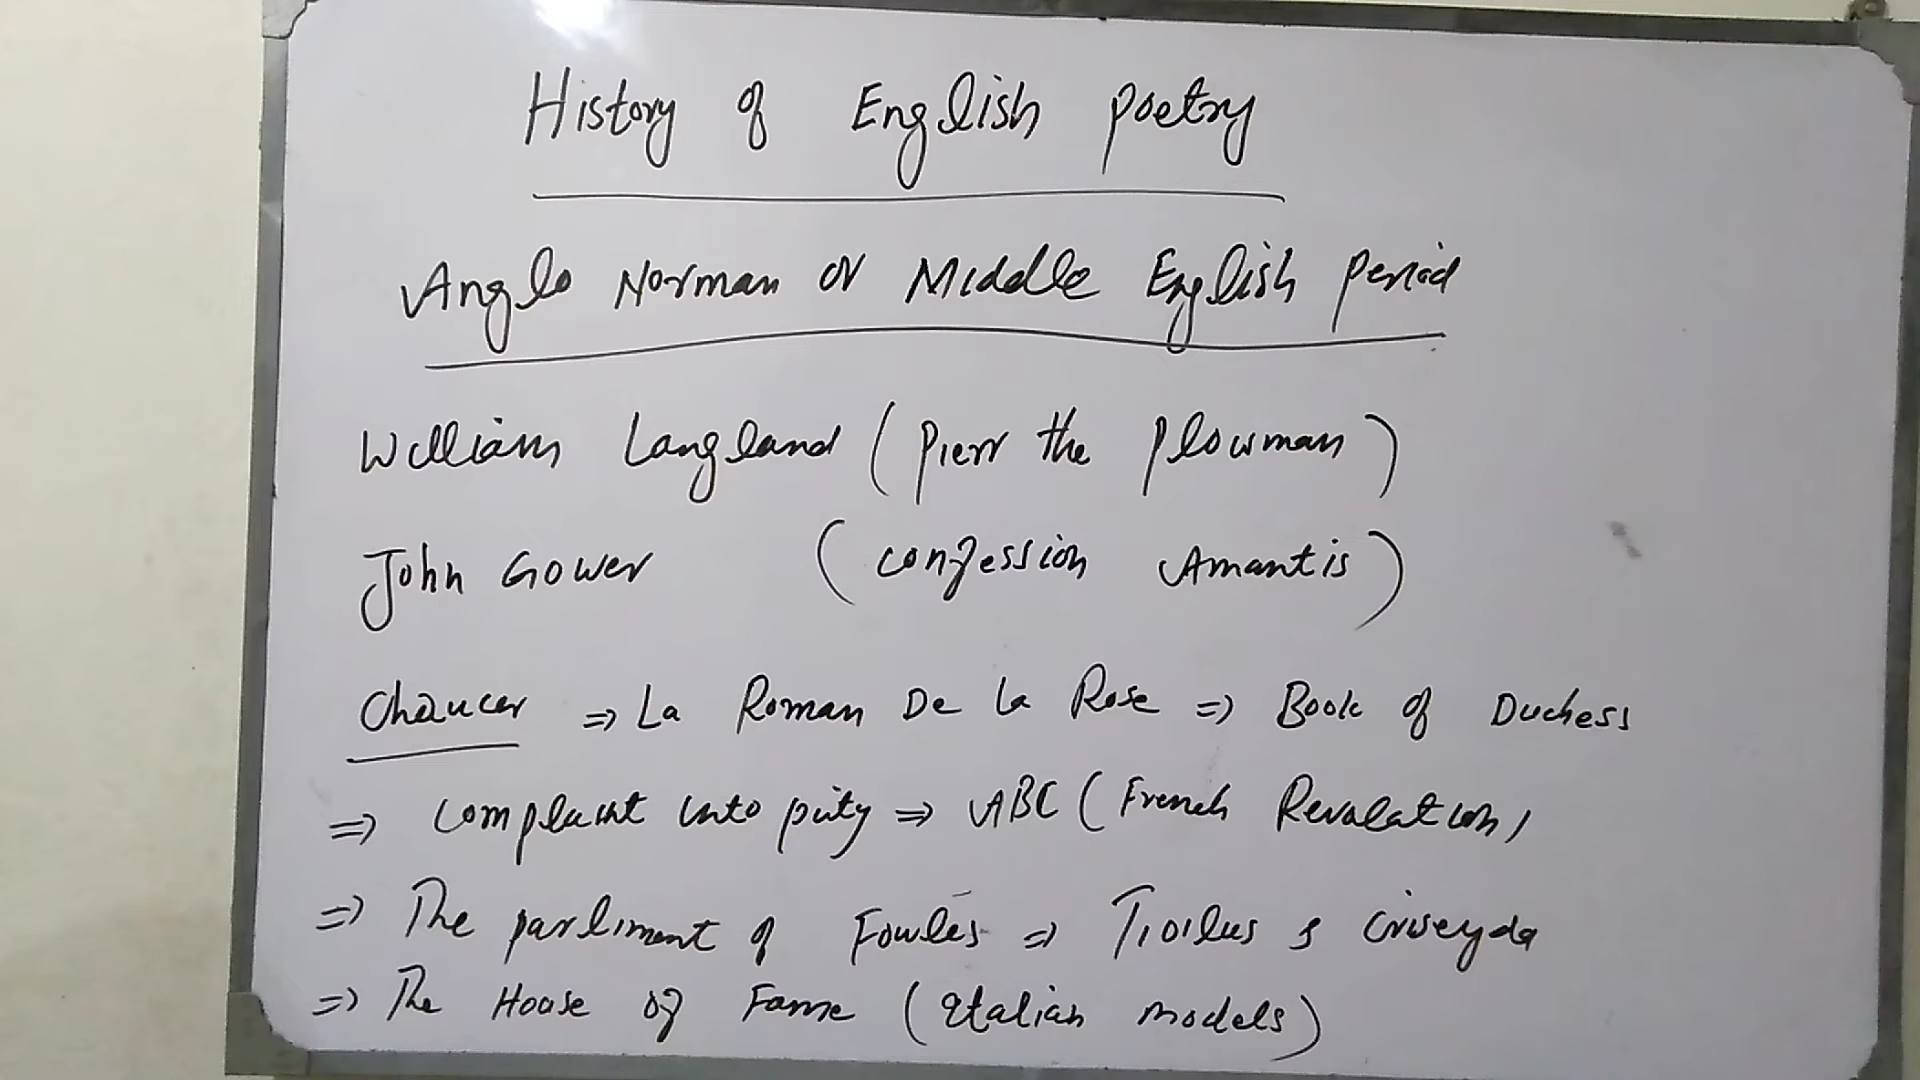 History of English Poetry
Anglo Norman or Middle English Period
William Langland (Pierr the Plowman)
John Gower (Confession Amantis)
Chaucer => La Roman De La Rose => Book of Duchess
=> Complaint Unto pity => ABC (French Revalation)
=> The parliment of Fowles => Troilus & Criseyda
=> The House of Fame (Italian models)